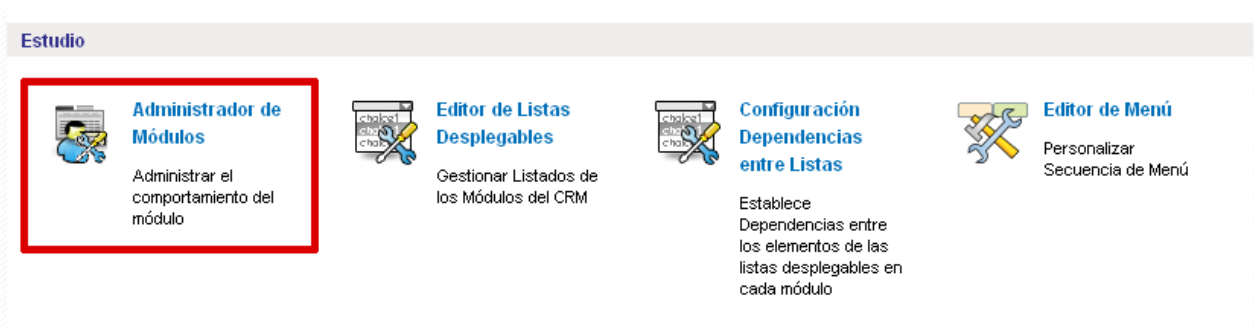 Estudio
Administrador de
Módulos
Administrar el
comportamiento del
módulo
choice1
Editor de Listas
Desplegables
Gestionar Listados de
los Módulos del CRM
choice1
Configuración
Dependencias
entre Listas
Establece
Dependencias entre
los elementos de las
listas desplegables en
cada módulo
Editor de Menú
Personalizar
Secuencia de Menú